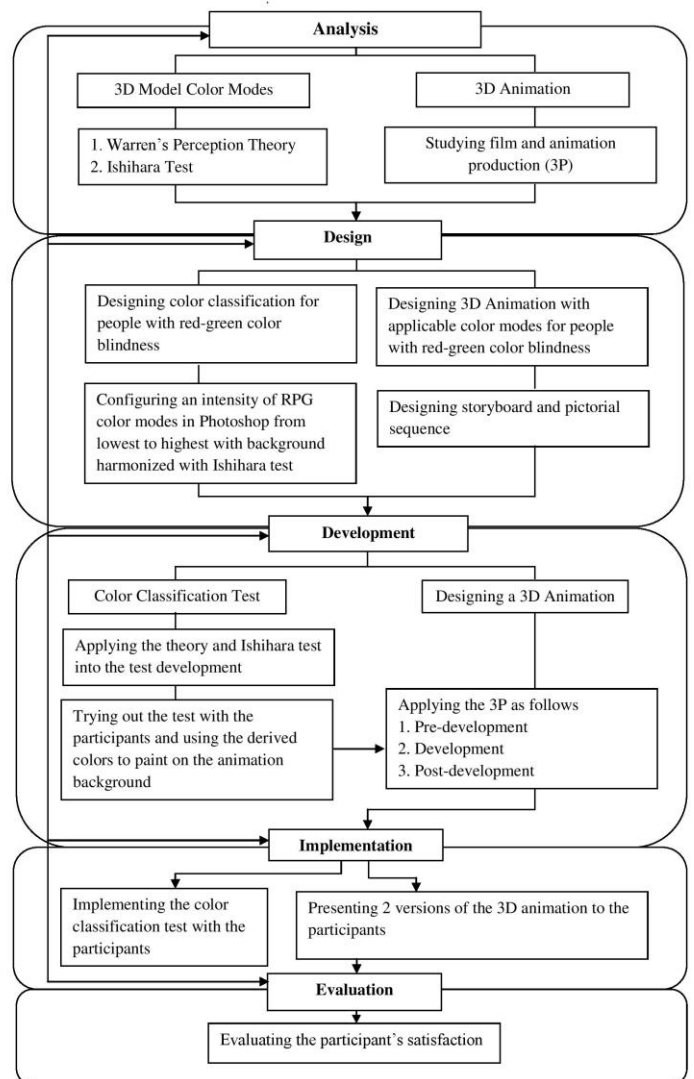 Analysis
3D Model Color Modes
3D Animation
1. Warren's Perception Theory
2. Ishihara Test
Studying film and animation
production (3P)
Design
Designing color classification for
people with red-green color
blindness
Designing 3D Animation with
applicable color modes for people
with red-green color blindness
Configuring an intensity of RPG
color modes in Photoshop from
lowest to highest with background
harmonized with Ishihara test
Designing storyboard and pictorial
sequence
Development
Color Classification Test
Designing a 3D Animation
Applying the theory and Ishihara test
into the test development
Trying out the test with the
participants and using the derived
colors to paint on the animation
background
Applying the 3P as follows
1. Pre-development
2. Development
3. Post-development
Implementation
Implementing the color
classification test with the
participants
Presenting 2 versions of the 3D animation to the
participants
Evaluation
Evaluating the participant's satisfaction